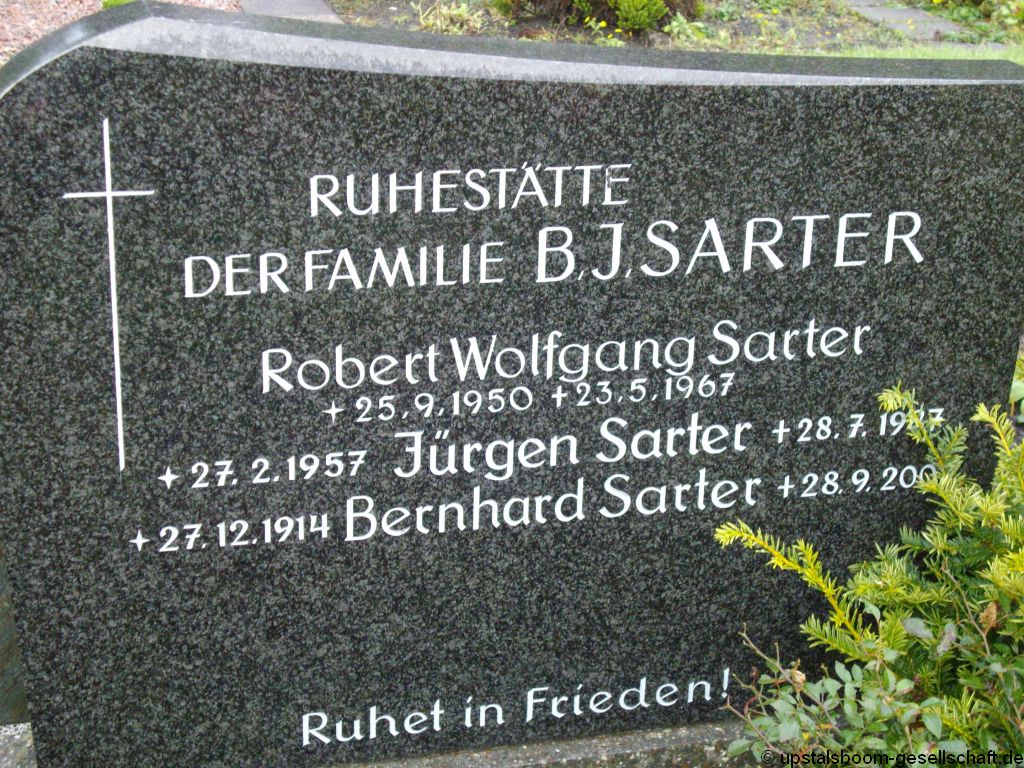 RUHESTÄTTE
DER FAMILIE B.J. SARTER
Robert Wolfgang Sarter
+ 25.9.1950 + 23.5.1967
+ 27.2.1957 Jürgen Sarter + 28.7.
+ 27.12.1914 Bernhard Sarter + 28.9.
Ruhet in Frieden!
© upstalsboom-gesellschaft.de